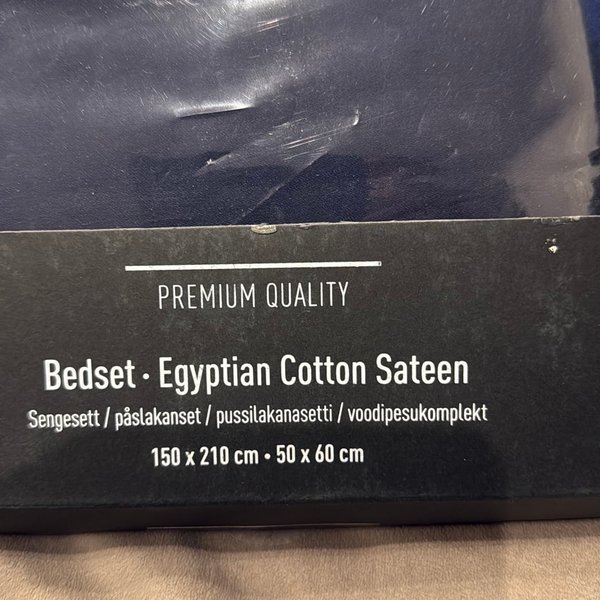 PREMIUM QUALITY
Bedset · Egyptian Cotton Sateen
Sengesett / påslakanset / pussilakanasetti / voodipesukomplekt
150 x 210 cm · 50 x 60 cm